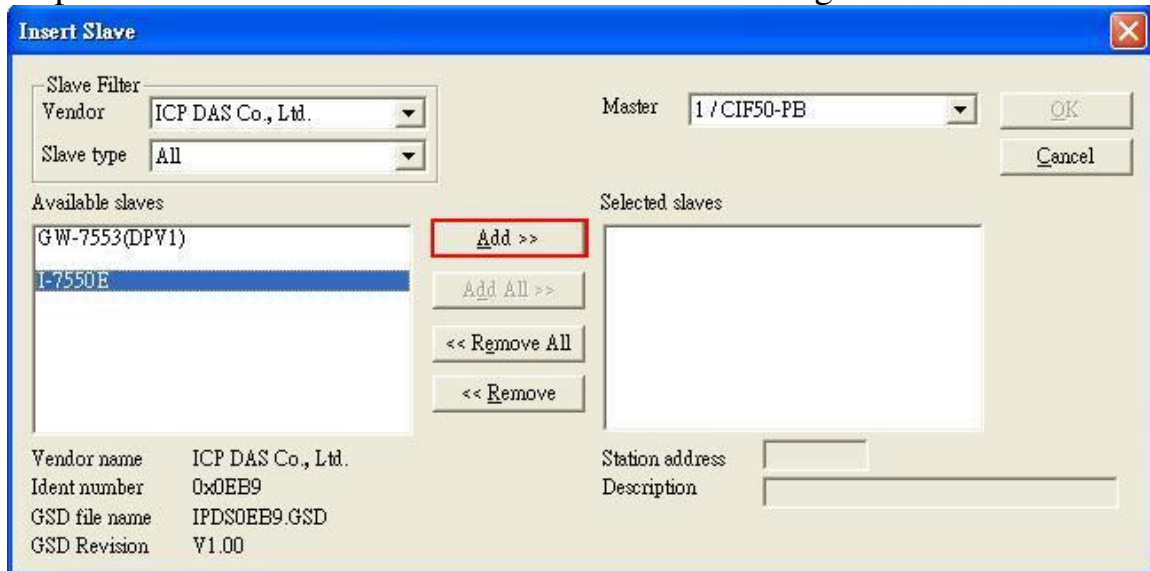 Insert Slave
Slave Filter
Vendor ICP DAS Co., Ltd.
Slave type All
Master 1 / CIF50-PB
OK
Cancel
Available slaves
GW-7553(DPV1)
I-7550E
Add >>
Add All >>
<< Remove All
<< Remove
Selected slaves
Vendor name ICP DAS Co., Ltd.
Ident number 0x0EB9
GSD file name IPDS0EB9.GSD
GSD Revision V1.00
Station address
Description